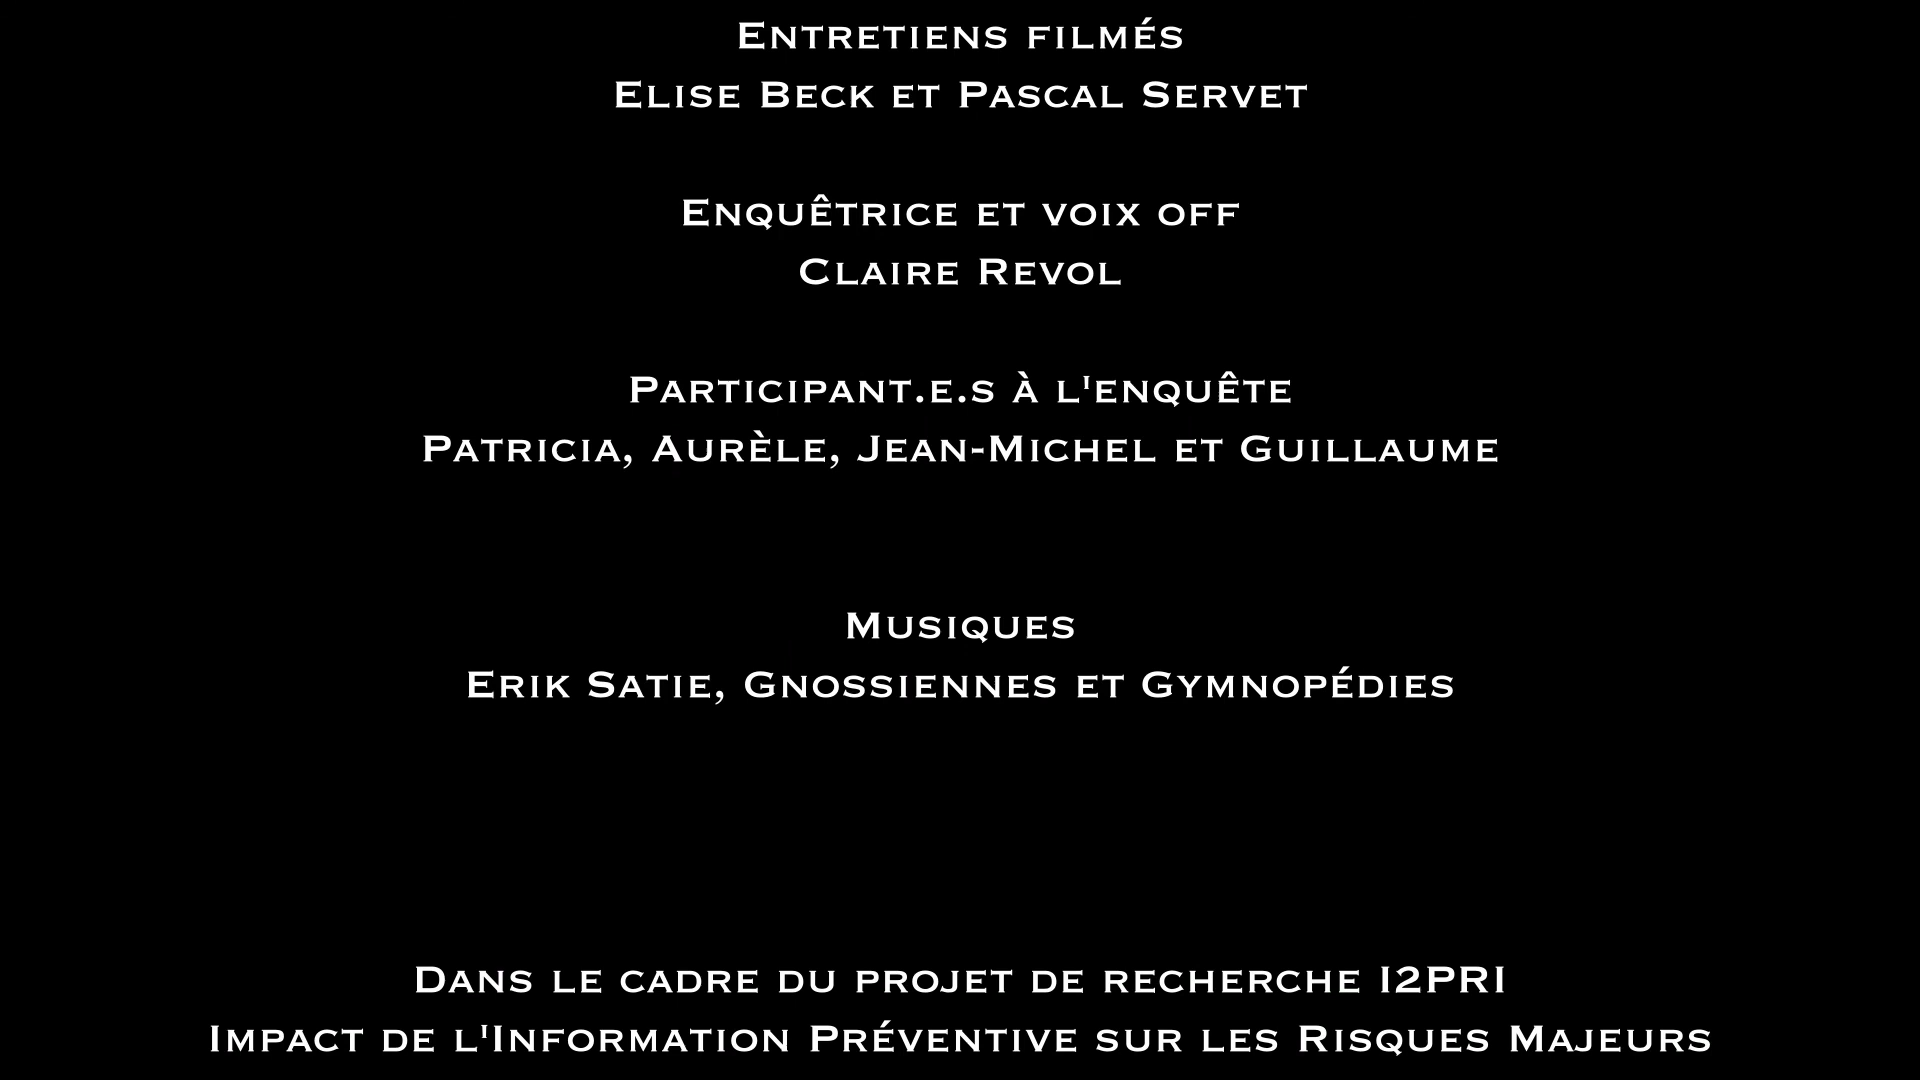 Entretiens filmés
Elise Beck et Pascal Servet
Enquêtrice et voix off
Claire Revol
Participant.e.s à l'enquête
Patricia, Aurèle, Jean-Michel et Guillaume
Musiques
Erik Satie, Gnossiennes et Gymnopédies
Dans le cadre du projet de recherche I2PRI
Impact de l'Information Préventive sur les Risques Majeurs